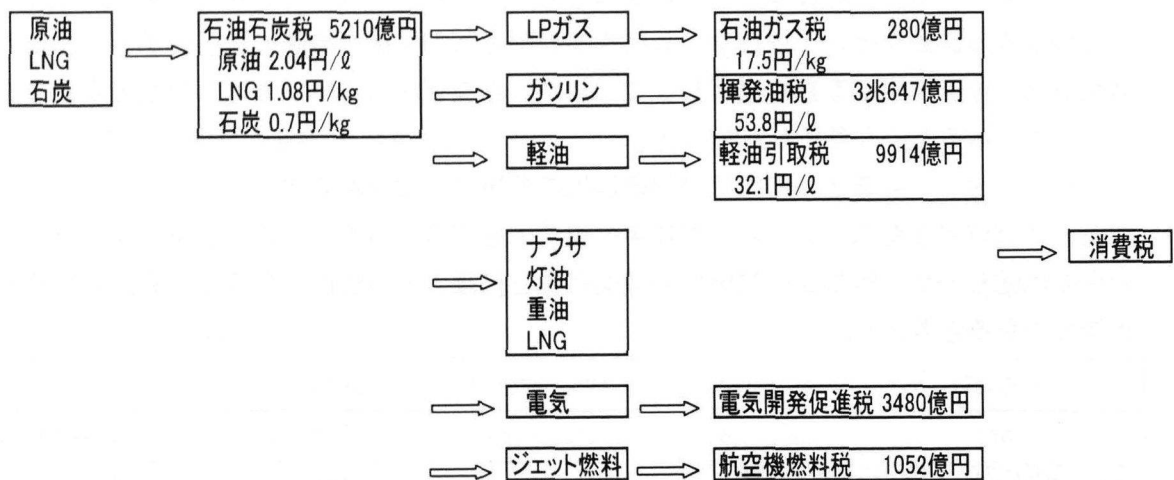 原油
LNG
石炭
石油石炭税 5210億円
原油 2.04円/ℓ
LNG 1.08円/kg
石炭 0.7円/kg
LPガス
石油ガス税 280億円
17.5円/kg
ガソリン
揮発油税 3兆647億円
53.8円/ℓ
軽油
軽油引取税 9914億円
32.1円/ℓ
ナフサ
灯油
重油
LNG
消費税
電気
電気開発促進税 3480億円
ジェット燃料
航空機燃料税 1052億円